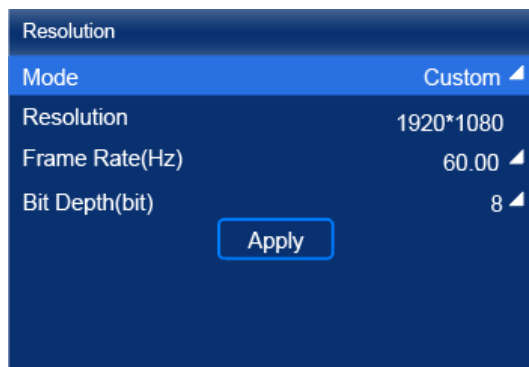 Resolution
Mode Custom
Resolution 1920*1080
Frame Rate(Hz) 60.00
Bit Depth(bit) 8
Apply